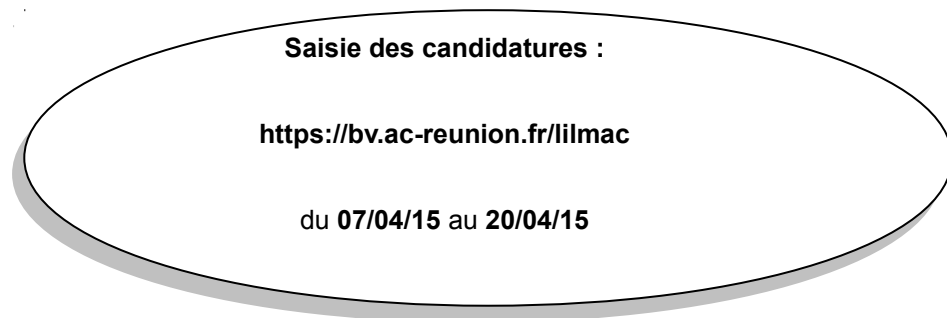 Saisie des candidatures :
https://bv.ac-reunion.fr/lilmac
du 07/04/15 au 20/04/15